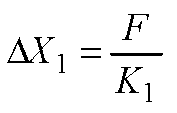 ΔX₁ = F / K₁